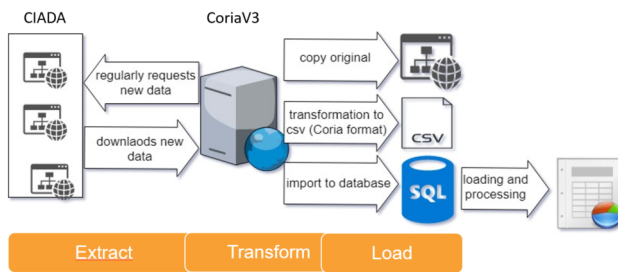 CIADA
CoriaV3
regularly requests
new data
downlaods new
data
copy original
transformation to
csv (Coria format)
CSV
import to database
SQL
loading and
processing
Extract
Transform
Load